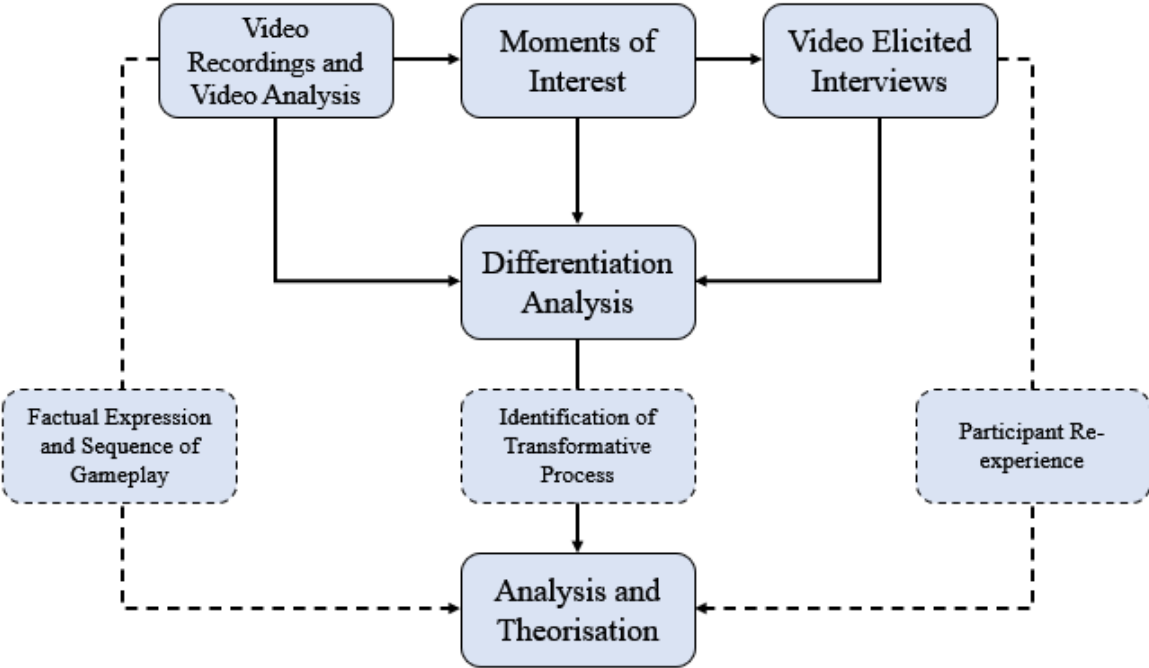 Video
Recordings and
Video Analysis
Moments of
Interest
Video Elicited
Interviews
Differentiation
Analysis
Factual Expression
and Sequence of
Gameplay
Identification of
Transformative
Process
Participant Re-
experience
Analysis and
Theorisation